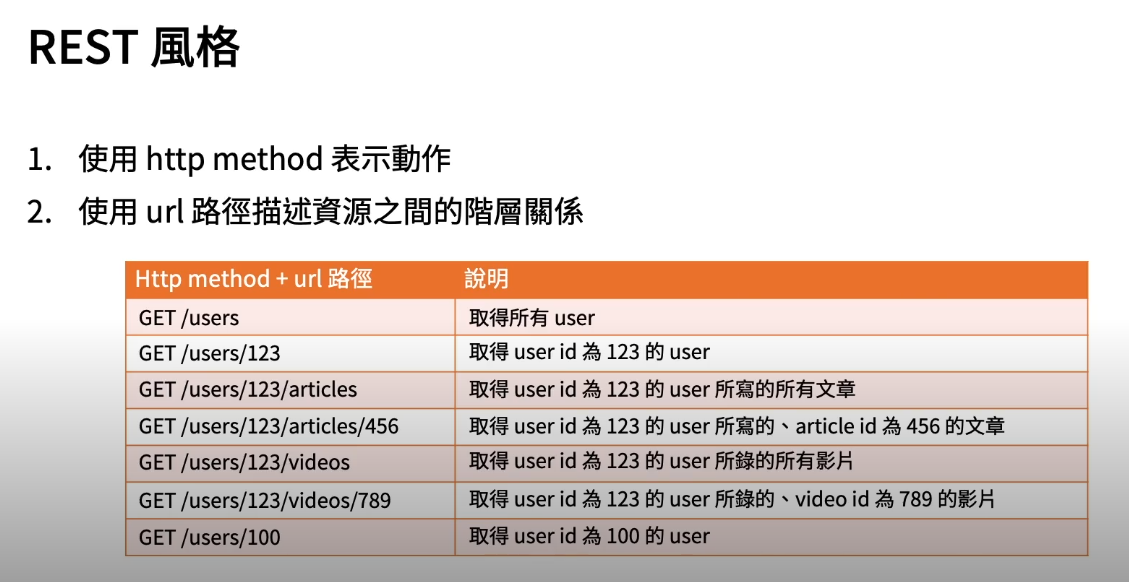 REST 風格
1. 使用 http method 表示動作
2. 使用 url 路徑描述資源之間的階層關係
Http method + url 路徑 說明
GET /users 取得所有 user
GET /users/123 取得 user id 為 123 的 user
GET /users/123/articles 取得 user id 為 123 的 user 所寫的所有文章
GET /users/123/articles/456 取得 user id 為 123 的 user 所寫的、article id 為 456 的文章
GET /users/123/videos 取得 user id 為 123 的 user 所錄的所有影片
GET /users/123/videos/789 取得 user id 為 123 的 user 所錄的、video id 為 789 的影片
GET /users/100 取得 user id 為 100 的 user